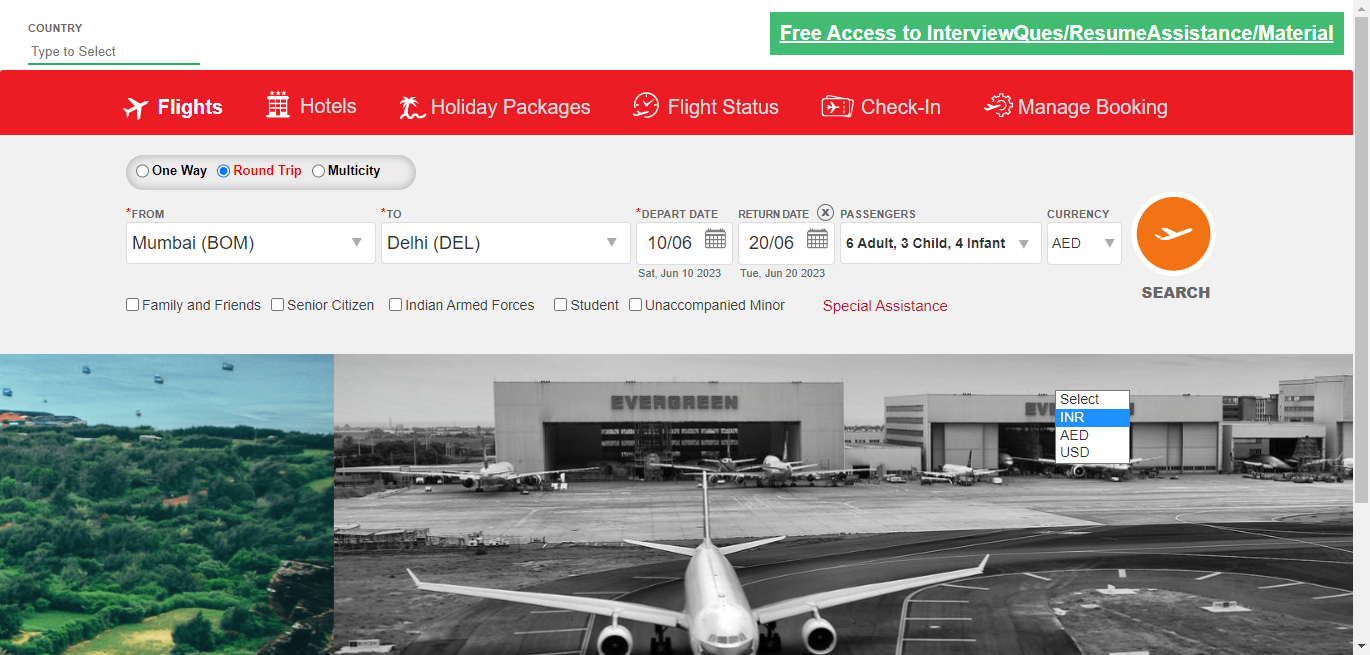 COUNTRY
Type to Select
Free Access to InterviewQues/ResumeAssistance/Material
Flights
Hotels
Holiday Packages
Flight Status
Check-In
Manage Booking
One Way
Round Trip
Multicity
*FROM
*TO
*DEPART DATE
RETURN DATE
X
PASSENGERS
CURRENCY
Mumbai (BOM)
Delhi (DEL)
10/06
20/06
6 Adult, 3 Child, 4 Infant
AED
Sat, Jun 10 2023
Tue, Jun 20 2023
SEARCH
Family and Friends
Senior Citizen
Indian Armed Forces
Student
Unaccompanied Minor
Special Assistance
EVERGREEN
Select
INR
AED
USD